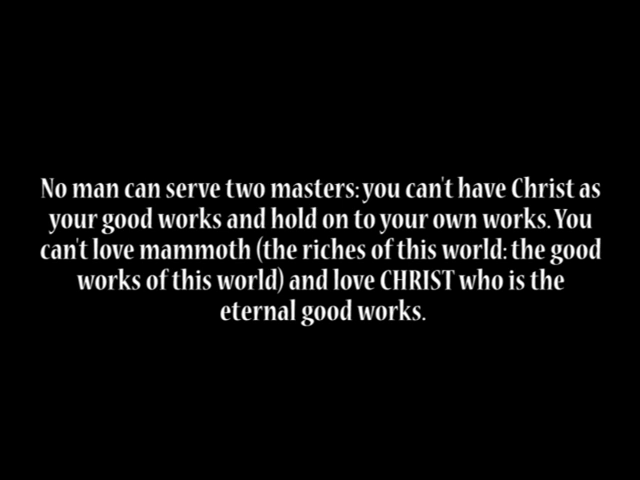 No man can serve two masters: you can't have Christ as
your good works and hold on to your own works. You
can't love mammoth (the riches of this world: the good
works of this world) and love CHRIST who is the
eternal good works.